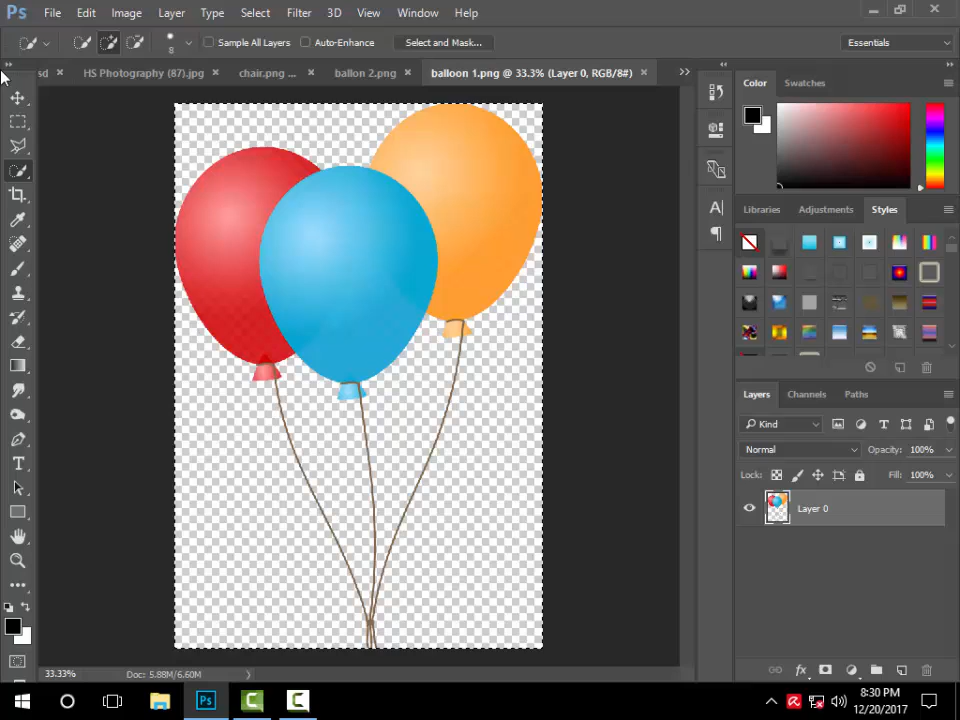 Ps File Edit Image Layer Type Select Filter 3D View Window Help
8 Sample All Layers Auto-Enhance Select and Mask... Essentials
sd × HS Photography (87).jpg × chair.png ... × ballon 2.png × balloon 1.png @ 33.3% (Layer 0, RGB/8#) ×
Color Swatches
Libraries Adjustments Styles
Layers Channels Paths
Kind
Normal Opacity: 100%
Lock: Fill: 100%
Layer 0
33.33% Doc: 5.88M/6.60M
Ps
8:30 PM
12/20/2017